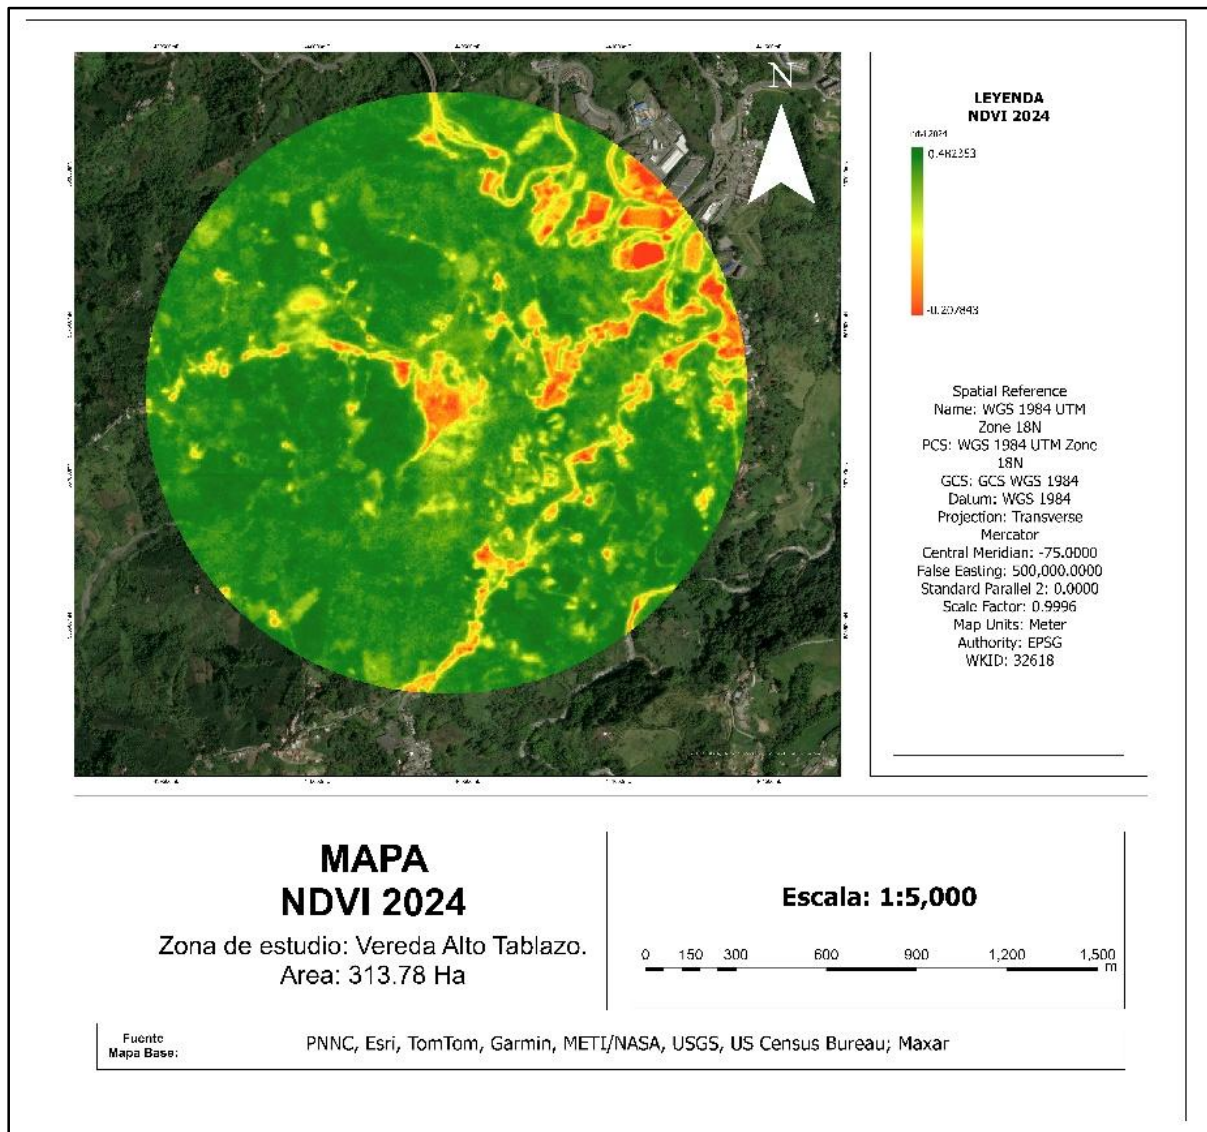 N
LEYENDA
NDVI 2024
ndvi 2024
0.482353
-0.207843
Spatial Reference
Name: WGS 1984 UTM
Zone 18N
PCS: WGS 1984 UTM Zone
18N
GCS: GCS WGS 1984
Datum: WGS 1984
Projection: Transverse
Mercator
Central Meridian: -75.0000
False Easting: 500,000.0000
Standard Parallel 2: 0.0000
Scale Factor: 0.9996
Map Units: Meter
Authority: EPSG
WKID: 32618
MAPA
NDVI 2024
Zona de estudio: Vereda Alto Tablazo.
Area: 313.78 Ha
Escala: 1:5,000
0 150 300 600 900 1,200 1,500
m
Fuente
Mapa Base:
PNNC, Esri, TomTom, Garmin, METI/NASA, USGS, US Census Bureau; Maxar